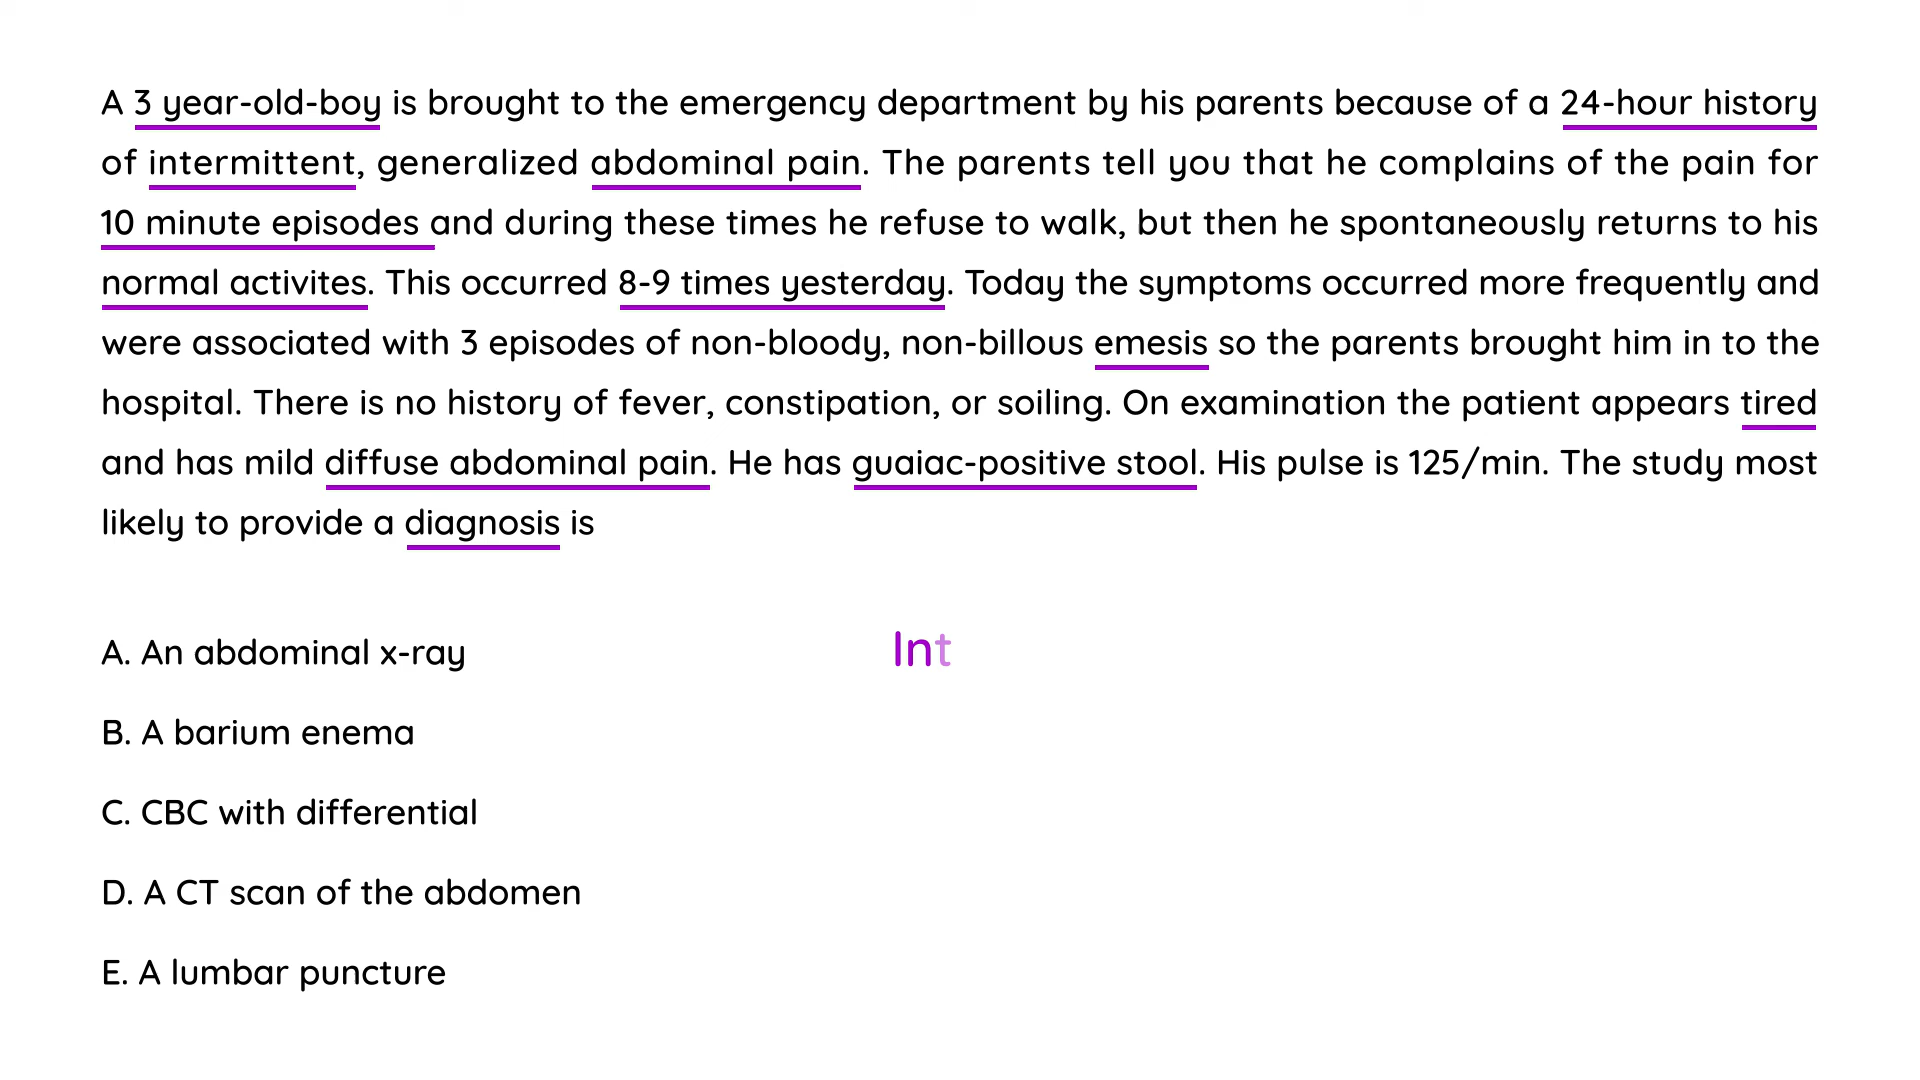 A 3 year-old-boy is brought to the emergency department by his parents because of a 24-hour history
of intermittent, generalized abdominal pain. The parents tell you that he complains of the pain for
10 minute episodes and during these times he refuse to walk, but then he spontaneously returns to his
normal activites. This occurred 8-9 times yesterday. Today the symptoms occurred more frequently and
were associated with 3 episodes of non-bloody, non-billous emesis so the parents brought him in to the
hospital. There is no history of fever, constipation, or soiling. On examination the patient appears tired
and has mild diffuse abdominal pain. He has guaiac-positive stool. His pulse is 125/min. The study most
likely to provide a diagnosis is
A. An abdominal x-ray
Int
B. A barium enema
C. CBC with differential
D. A CT scan of the abdomen
E. A lumbar puncture